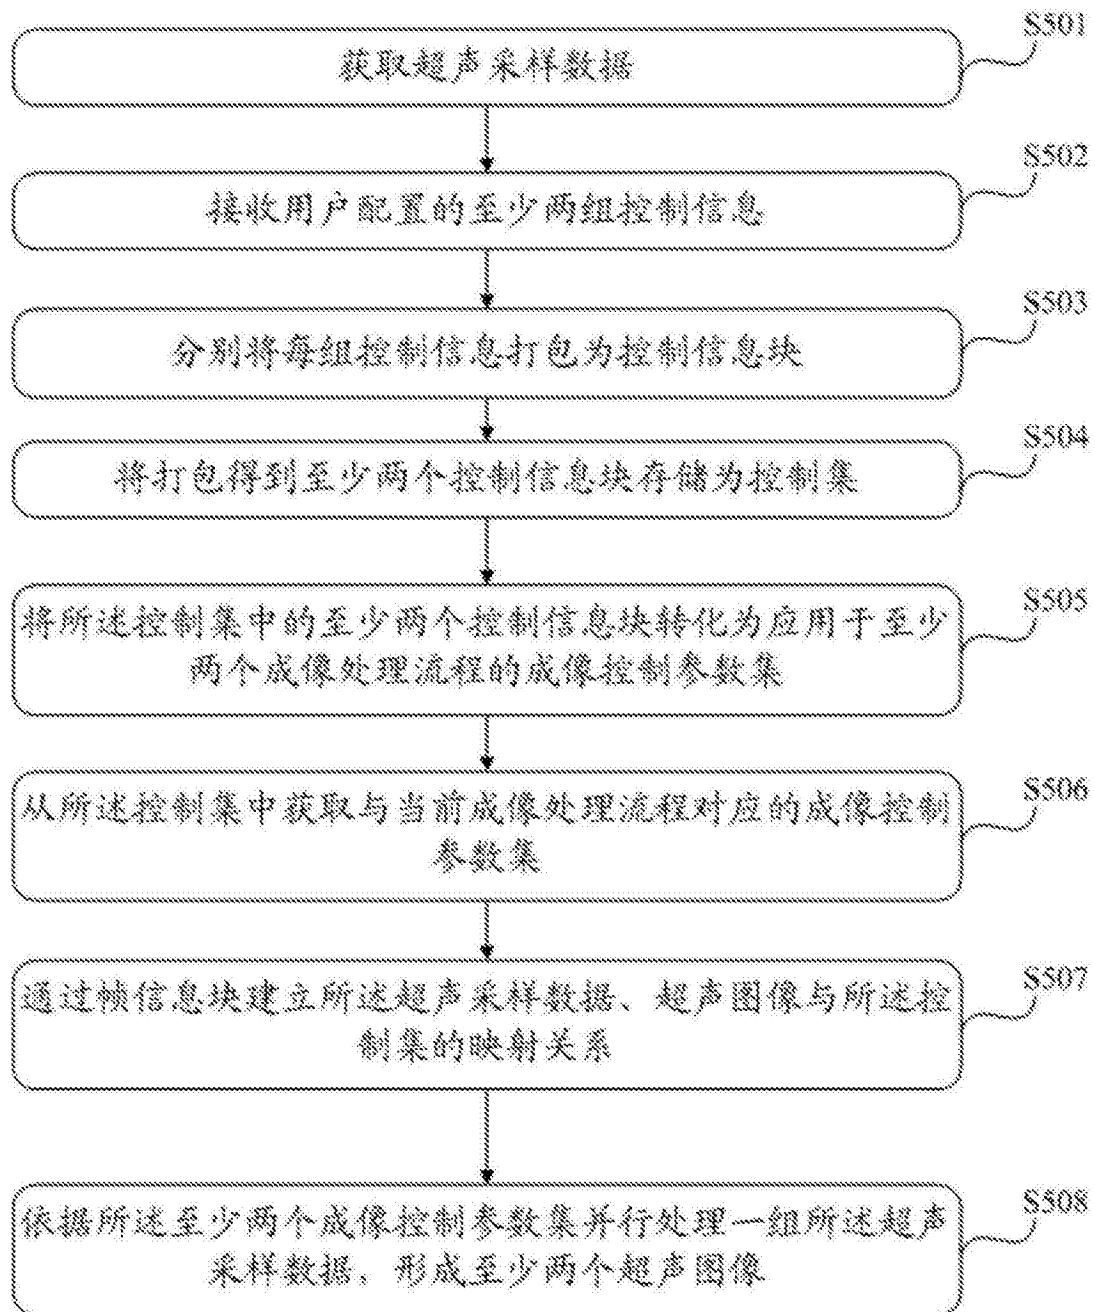 S501
获取超声采样数据
S502
接收用户配置的至少两组控制信息
S503
分别将每组控制信息打包为控制信息块
S504
将打包得到至少两个控制信息块存储为控制集
S505
将所述控制集中的至少两个控制信息块转化为应用于至少
两个成像处理流程的成像控制参数集
S506
从所述控制集中获取与当前成像处理流程对应的成像控制
参数集
S507
通过帧信息块建立所述超声采样数据、超声图像与所述控
制集的映射关系
S508
依据所述至少两个成像控制参数集并行处理一组所述超声
采样数据，形成至少两个超声图像